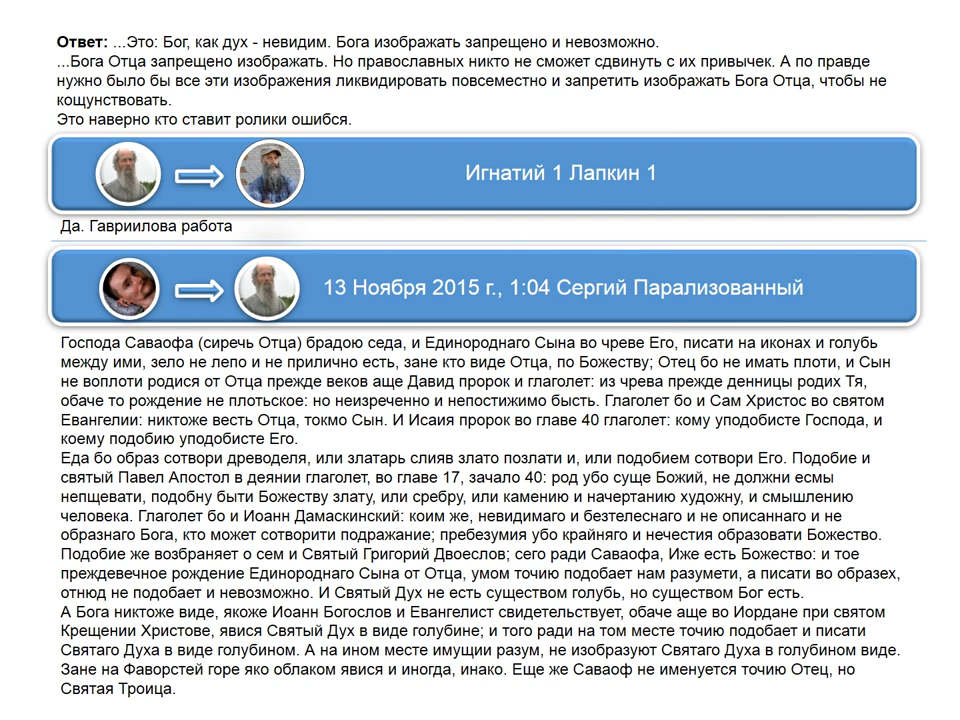 Ответ: ...Это: Бог, как дух - невидим. Бога изображать запрещено и невозможно.
...Бога Отца запрещено изображать. Но православных никто не сможет сдвинуть с их привычек. А по правде
нужно было бы все эти изображения ликвидировать повсеместно и запретить изображать Бога Отца, чтобы не
кощунствовать.
Это наверно кто ставит ролики ошибся.
Игнатий 1 Лапкин 1
Да. Гавриилова работа
13 Ноября 2015 г., 1:04 Сергий Парализованный
Господа Саваофа (сиречь Отца) брадою седа, и Единороднаго Сына во чреве Его, писати на иконах и голубь
между ими, зело не лепо и не прилично есть, зане кто виде Отца, по Божеству; Отец бо не имать плоти, и Сын
не воплоти родися от Отца прежде веков аще Давид пророк и глаголет: из чрева прежде денницы родих Тя,
обаче то рождение не плотьское: но неизреченно и непостижимо бысть. Глаголет бо и Сам Христос во святом
Евангелии: никтоже весть Отца, токмо Сын. И Исаия пророк во главе 40 глаголет: кому уподобисте Господа, и
коему подобию уподобисте Его.
Еда бо образ сотвори древоделя, или златарь слияв злато позлати и, или подобием сотвори Его. Подобие и
святый Павел Апостол в деянии глаголет, во главе 17, зачало 40: род убо суще Божий, не должни есмы
непщевати, подобну быти Божеству злату, или сребру, или камению и начертанию художну, и смышлению
человека. Глаголет бо и Иоанн Дамаскинский: коим же, невидимаго и безтелеснаго и не описаннаго и не
образнаго Бога, кто может сотворити подражание; пребезумия убо крайняго и нечестия образовати Божество.
Подобие же возбраняет о сем и Святый Григорий Двоеслов; сего ради Саваофа, Иже есть Божество: и тое
преждевечное рождение Единороднаго Сына от Отца, умом точию подобает нам разумети, а писати во образех,
отнюд не подобает и невозможно. И Святый Дух не есть существом голубь, но существом Бог есть.
А Бога никтоже виде, якоже Иоанн Богослов и Евангелист свидетельствует, обаче аще во Иордане при святом
Крещении Христове, явися Святый Дух в виде голубине; и того ради на том месте точию подобает и писати
Святаго Духа в виде голубином. А на ином месте имущии разум, не изобразуют Святаго Духа в голубином виде.
Зане на Фаворстей горе яко облаком явися и иногда, инако. Еще же Саваоф не именуется точию Отец, но
Святая Троица.